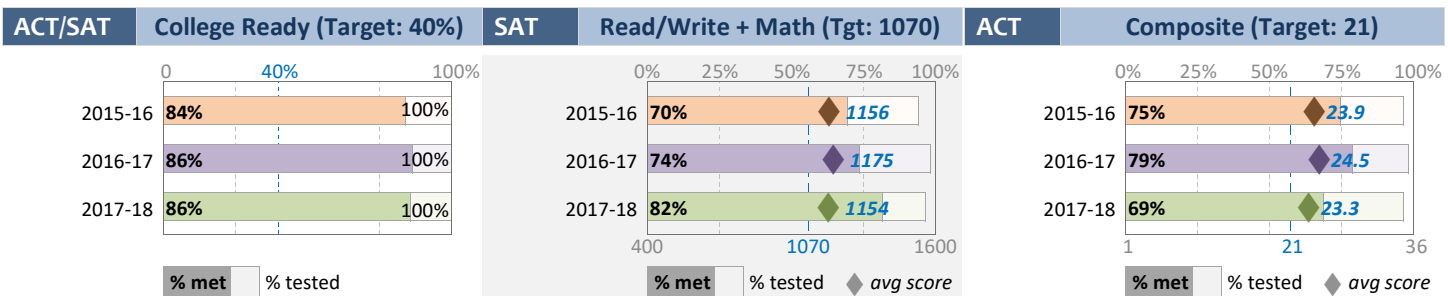 ACT/SAT College Ready (Target: 40%)
0 40% 100%
2015-16 84% 100%
2016-17 86% 100%
2017-18 86% 100%
% met % tested
SAT Read/Write + Math (Tgt: 1070)
0% 25% 50% 75% 100%
2015-16 70% 1156
2016-17 74% 1175
2017-18 82% 1154
400 1070 1600
% met % tested avg score
ACT Composite (Target: 21)
0% 25% 50% 75% 100%
2015-16 75% 23.9
2016-17 79% 24.5
2017-18 69% 23.3
1 21 36
% met % tested avg score